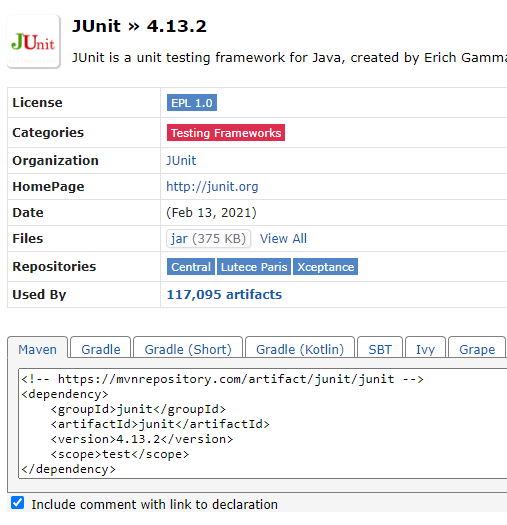 JUnit
JUnit » 4.13.2
JUnit is a unit testing framework for Java, created by Erich Gamma
License EPL 1.0
Categories Testing Frameworks
Organization JUnit
HomePage http://junit.org
Date (Feb 13, 2021)
Files jar (375 KB) View All
Repositories Central Lutece Paris Xceptance
Used By 117,095 artifacts
Maven Gradle Gradle (Short) Gradle (Kotlin) SBT Ivy Grape
<!-- https://mvnrepository.com/artifact/junit/junit -->
<dependency>
    <groupId>junit</groupId>
    <artifactId>junit</artifactId>
    <version>4.13.2</version>
    <scope>test</scope>
</dependency>
Include comment with link to declaration